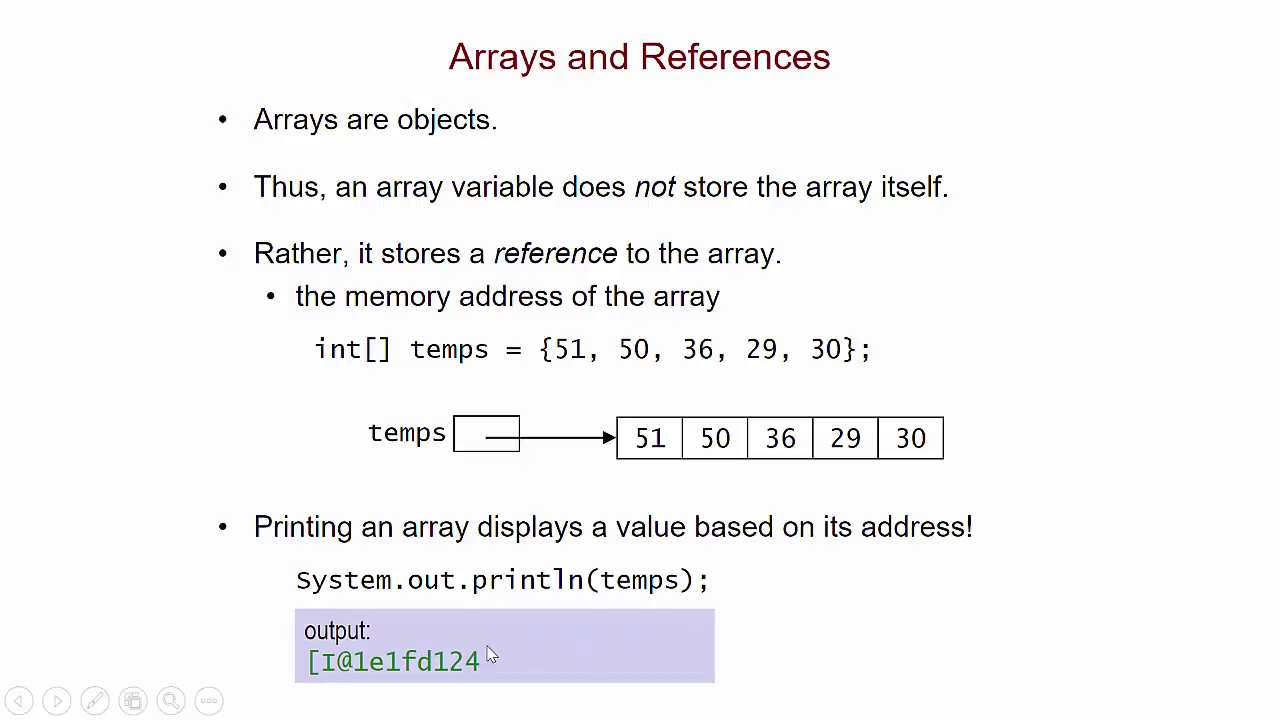 Arrays and References
• Arrays are objects.
• Thus, an array variable does not store the array itself.
• Rather, it stores a reference to the array.
• the memory address of the array
int[] temps = {51, 50, 36, 29, 30};
temps 51 50 36 29 30
• Printing an array displays a value based on its address!
System.out.println(temps);
output:
[I@1e1fd124